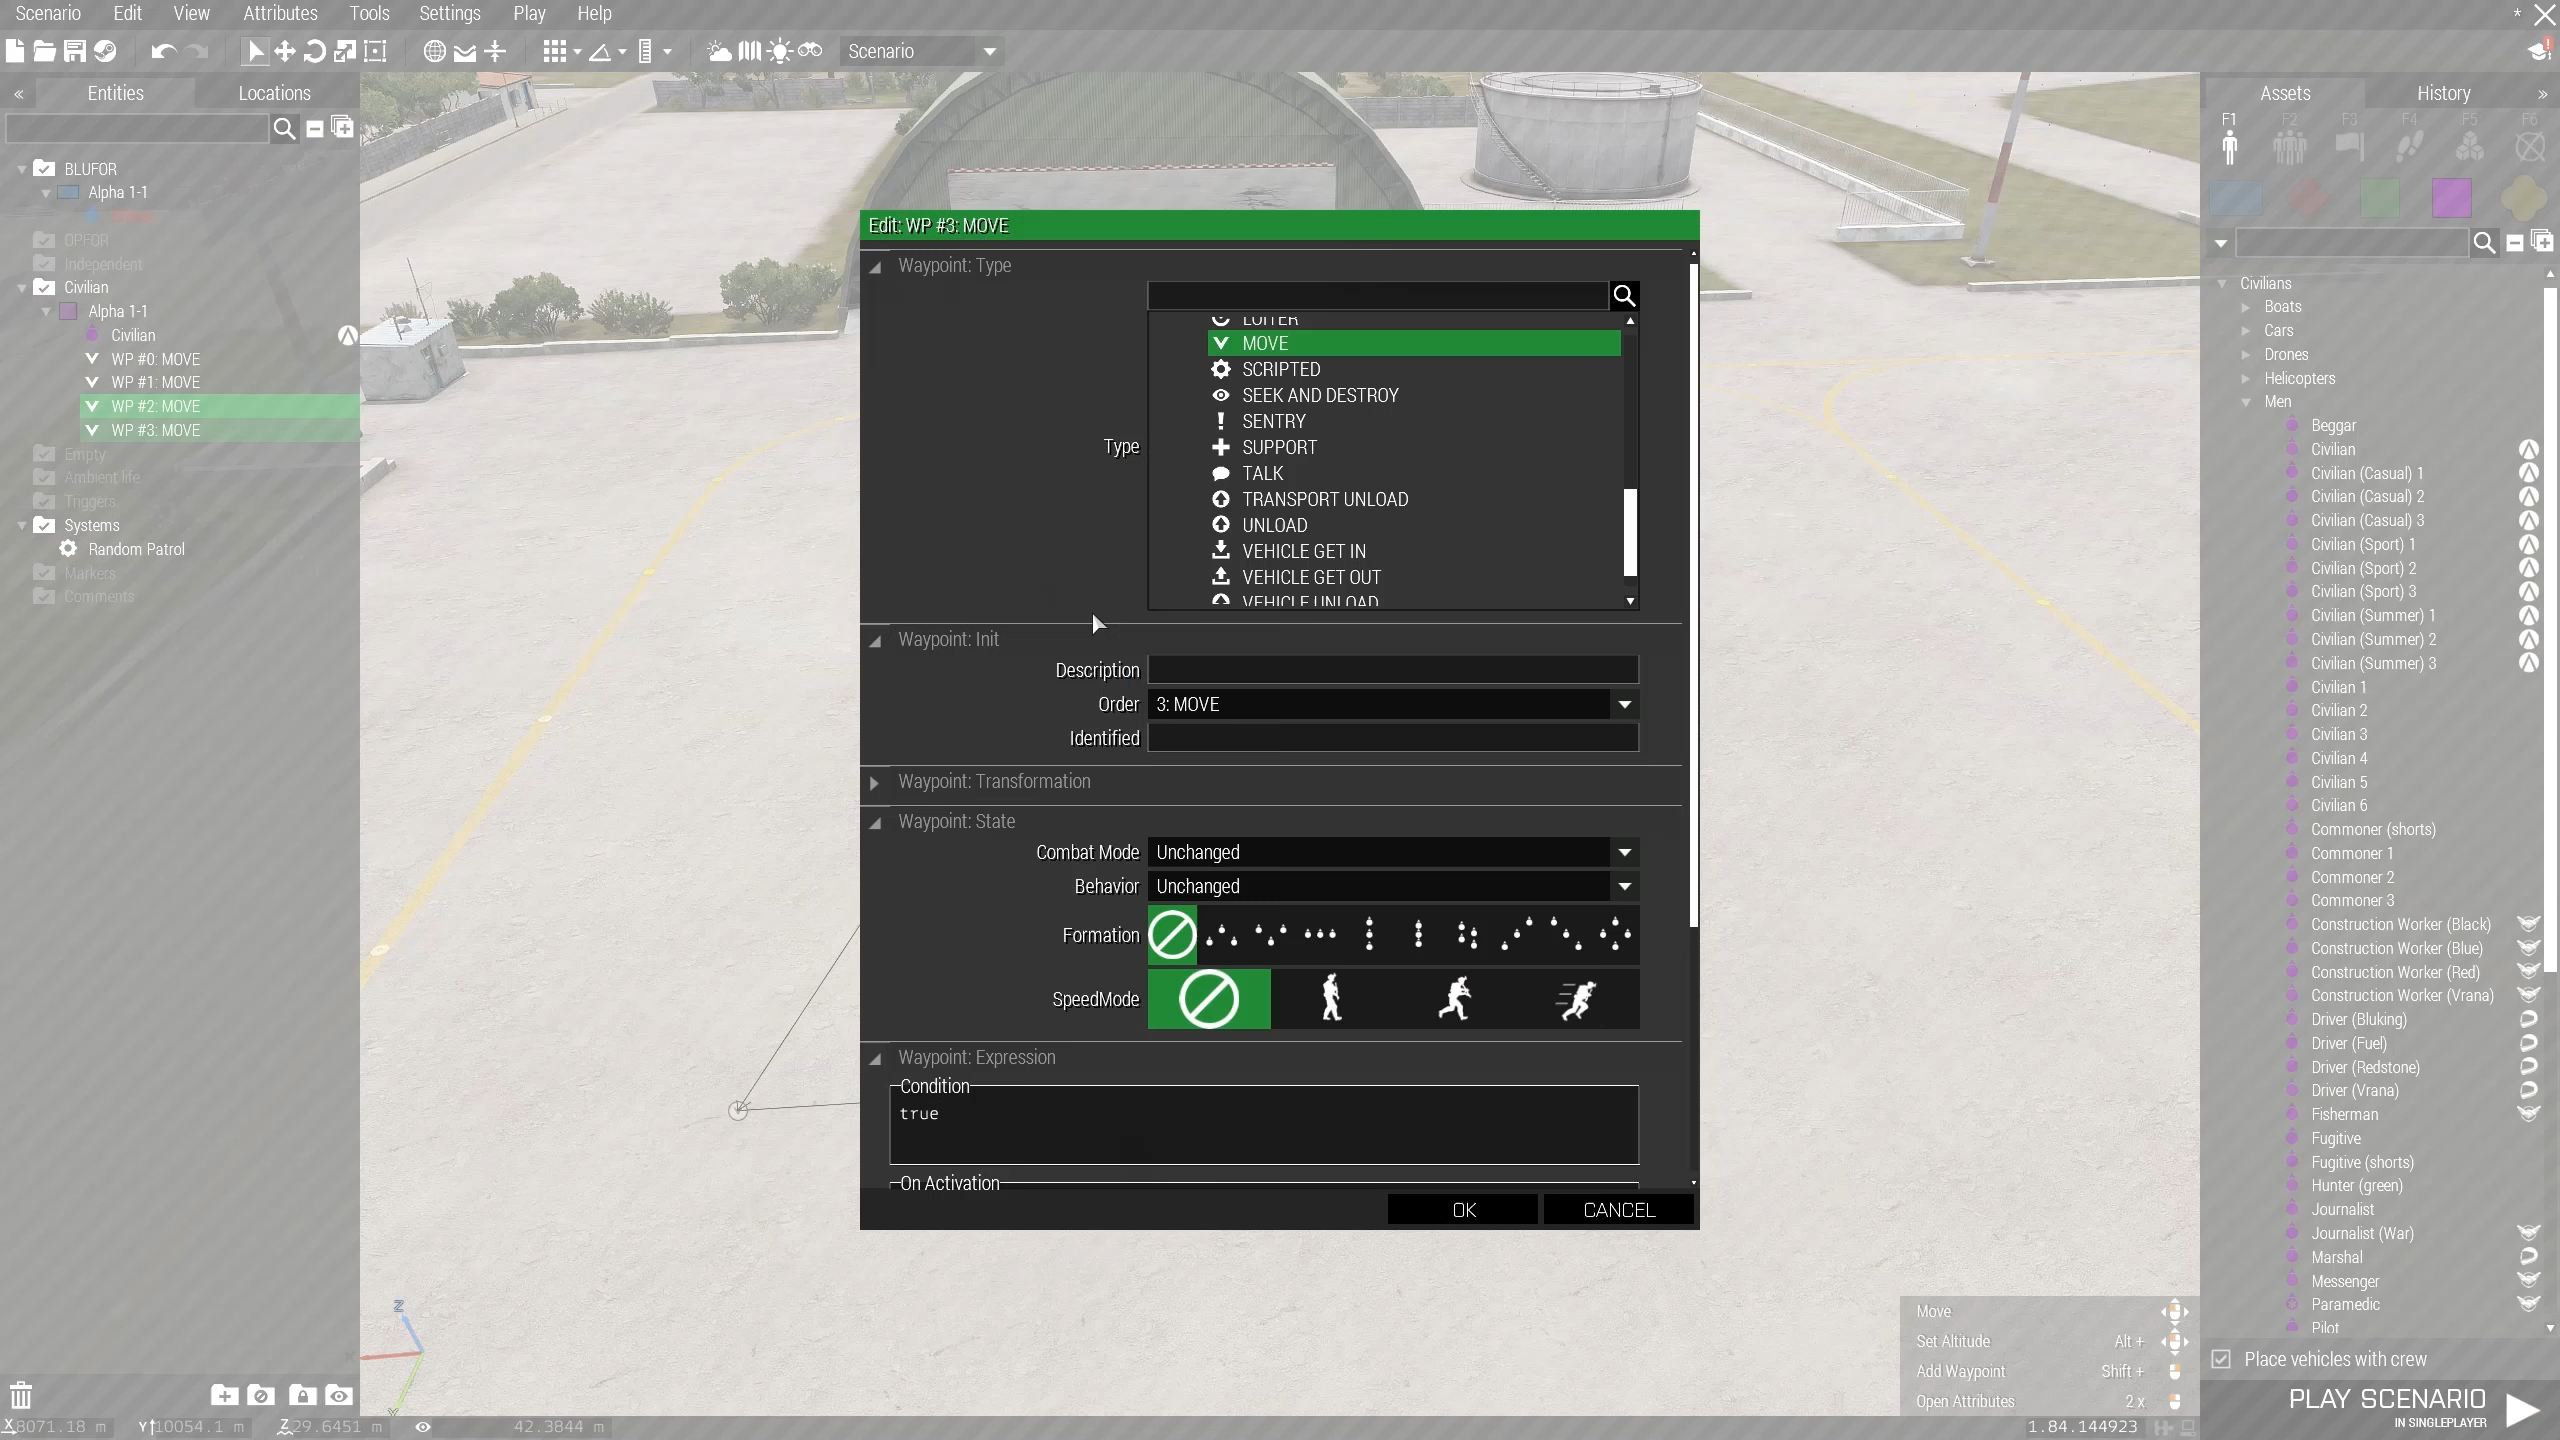 Scenario Edit View Attributes Tools Settings Play Help
*
Scenario
Entities Locations
BLUFOR
Alpha 1-1
OPFOR
Independent
Civilian
Alpha 1-1
Civilian
WP #0: MOVE
WP #1: MOVE
WP #2: MOVE
WP #3: MOVE
Empty
Ambient life
Triggers
Systems
Random Patrol
Markers
Comments
X 8071.18 m Y 10054.1 m Z 29.6451 m 42.3844 m
Edit: WP #3: MOVE
Waypoint: Type
Type
LOITER
MOVE
SCRIPTED
SEEK AND DESTROY
SENTRY
SUPPORT
TALK
TRANSPORT UNLOAD
UNLOAD
VEHICLE GET IN
VEHICLE GET OUT
VEHICLE UNLOAD
Waypoint: Init
Description
Order 3: MOVE
Identified
Waypoint: Transformation
Waypoint: State
Combat Mode Unchanged
Behavior Unchanged
Formation
SpeedMode
Waypoint: Expression
Condition
true
On Activation
OK CANCEL
Z
Y
Move
Set Altitude Alt +
Add Waypoint Shift +
Open Attributes 2 x
1.84.144923
Assets History
F1 F2 F3 F4 F5 F6
Civilians
Boats
Cars
Drones
Helicopters
Men
Beggar
Civilian
Civilian (Casual) 1
Civilian (Casual) 2
Civilian (Casual) 3
Civilian (Sport) 1
Civilian (Sport) 2
Civilian (Sport) 3
Civilian (Summer) 1
Civilian (Summer) 2
Civilian (Summer) 3
Civilian 1
Civilian 2
Civilian 3
Civilian 4
Civilian 5
Civilian 6
Commoner (shorts)
Commoner 1
Commoner 2
Commoner 3
Construction Worker (Black)
Construction Worker (Blue)
Construction Worker (Red)
Construction Worker (Vrana)
Driver (Bluking)
Driver (Fuel)
Driver (Redstone)
Driver (Vrana)
Fisherman
Fugitive
Fugitive (shorts)
Hunter (green)
Journalist
Journalist (War)
Marshal
Messenger
Paramedic
Pilot
Place vehicles with crew
PLAY SCENARIO
IN SINGLEPLAYER